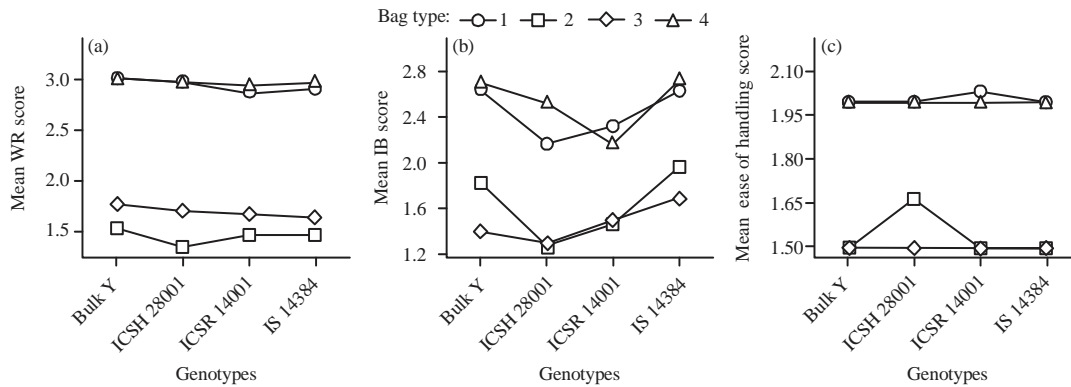 Bag type: 1 2 3 4
(a)
Mean WR score
3.0
2.5
2.0
1.5
Bulk Y
ICSH 28001
ICSR 14001
IS 14384
Genotypes
(b)
Mean IB score
2.8
2.4
2.0
1.6
1.2
Bulk Y
ICSH 28001
ICSR 14001
IS 14384
Genotypes
(c)
Mean ease of handling score
2.10
1.95
1.80
1.65
1.50
Bulk Y
ICSH 28001
ICSR 14001
IS 14384
Genotypes